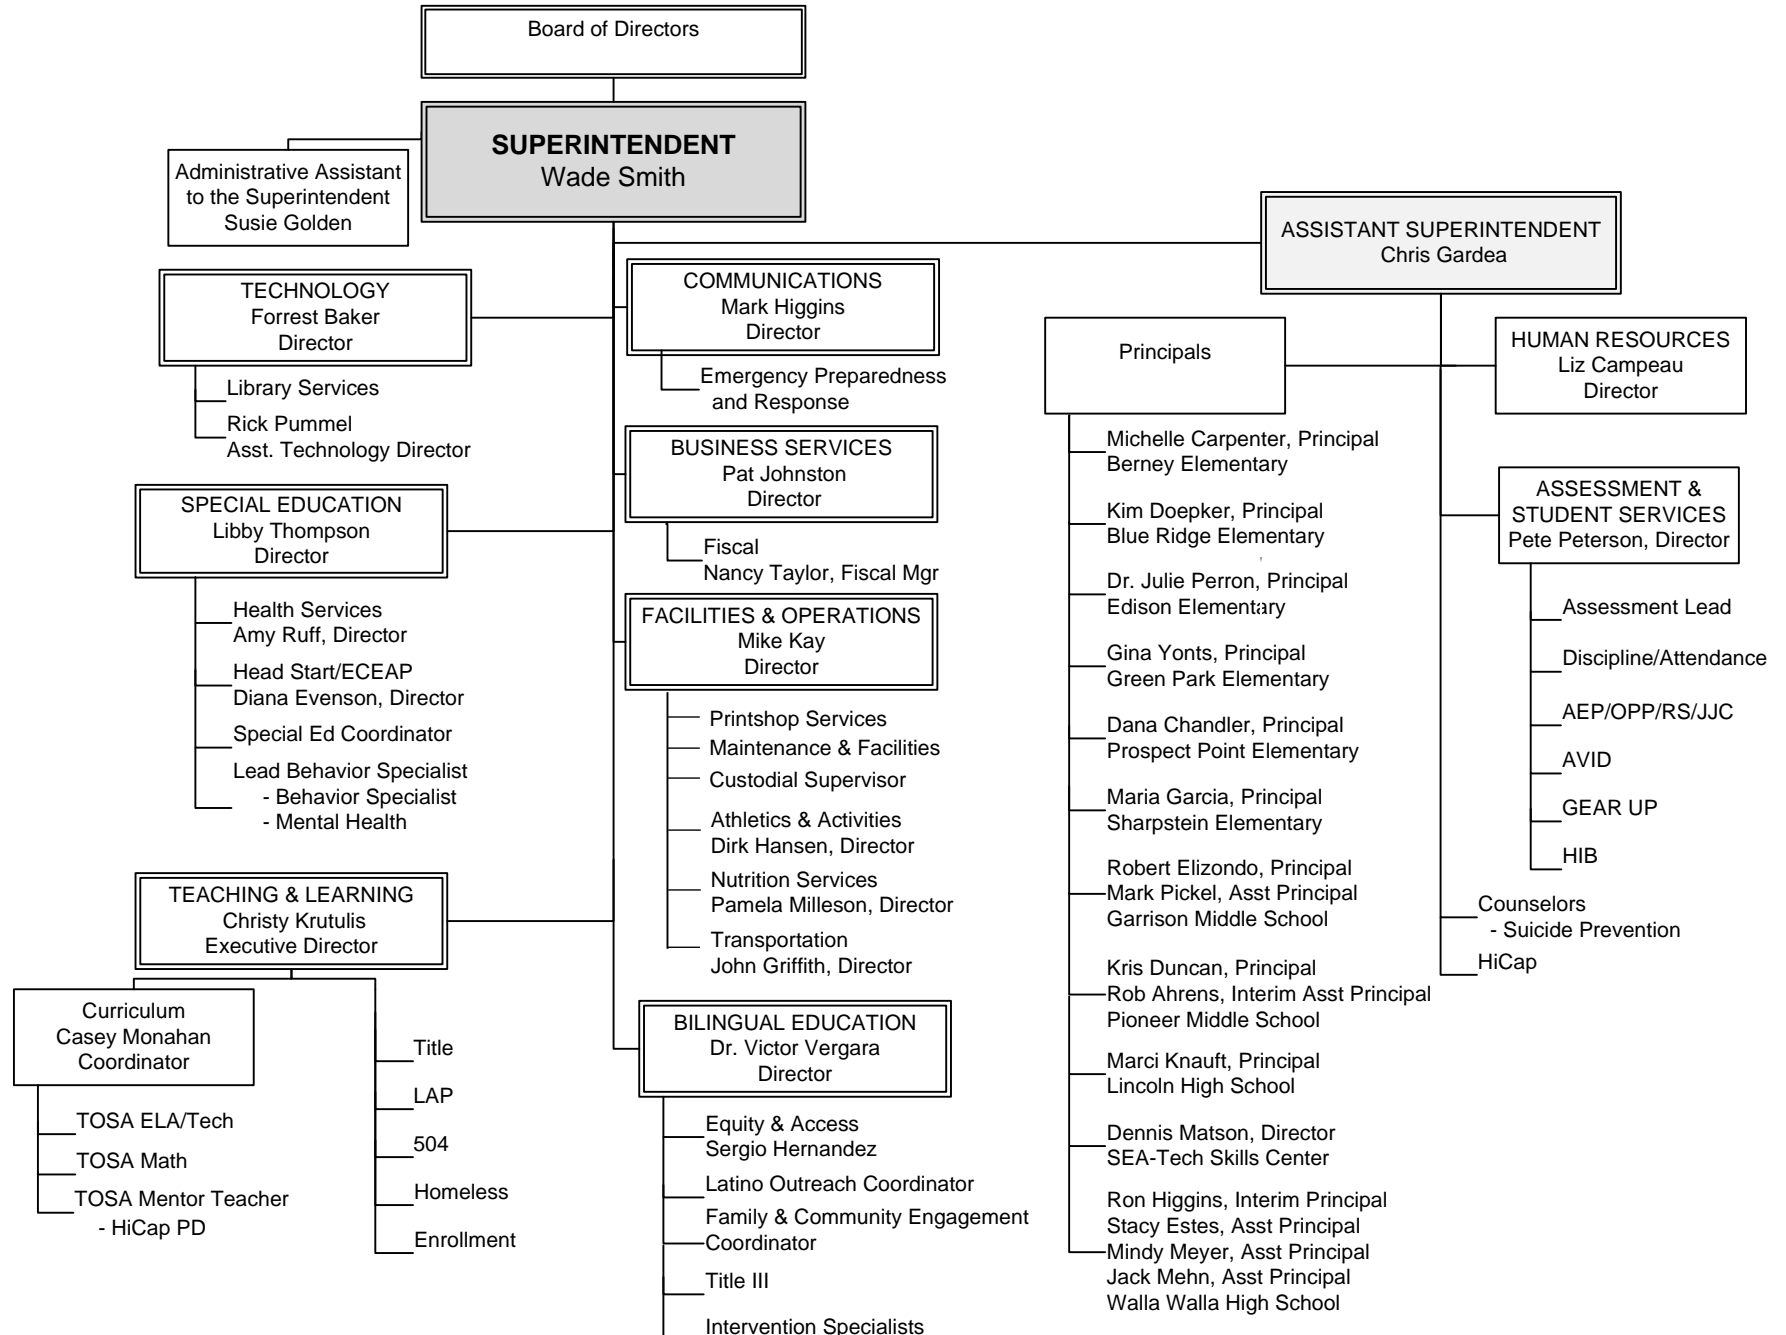 Board of Directors
SUPERINTENDENT
Wade Smith
Administrative Assistant
to the Superintendent
Susie Golden
ASSISTANT SUPERINTENDENT
Chris Gardea
TECHNOLOGY
Forrest Baker
Director
Library Services
Rick Pummel
Asst. Technology Director
SPECIAL EDUCATION
Libby Thompson
Director
Health Services
Amy Ruff, Director
Head Start/ECEAP
Diana Evenson, Director
Special Ed Coordinator
Lead Behavior Specialist
- Behavior Specialist
- Mental Health
TEACHING & LEARNING
Christy Krutulis
Executive Director
Curriculum
Casey Monahan
Coordinator
TOSA ELA/Tech
TOSA Math
TOSA Mentor Teacher
- HiCap PD
Title
LAP
504
Homeless
Enrollment
COMMUNICATIONS
Mark Higgins
Director
Emergency Preparedness
and Response
BUSINESS SERVICES
Pat Johnston
Director
Fiscal
Nancy Taylor, Fiscal Mgr
FACILITIES & OPERATIONS
Mike Kay
Director
Printshop Services
Maintenance & Facilities
Custodial Supervisor
Athletics & Activities
Dirk Hansen, Director
Nutrition Services
Pamela Milleson, Director
Transportation
John Griffith, Director
BILINGUAL EDUCATION
Dr. Victor Vergara
Director
Equity & Access
Sergio Hernandez
Latino Outreach Coordinator
Family & Community Engagement
Coordinator
Title III
Intervention Specialists
Principals
Michelle Carpenter, Principal
Berney Elementary
Kim Doepker, Principal
Blue Ridge Elementary
Dr. Julie Perron, Principal
Edison Elementary
Gina Yonts, Principal
Green Park Elementary
Dana Chandler, Principal
Prospect Point Elementary
Maria Garcia, Principal
Sharpstein Elementary
Robert Elizondo, Principal
Mark Pickel, Asst Principal
Garrison Middle School
Kris Duncan, Principal
Rob Ahrens, Interim Asst Principal
Pioneer Middle School
Marci Knauft, Principal
Lincoln High School
Dennis Matson, Director
SEA-Tech Skills Center
Ron Higgins, Interim Principal
Stacy Estes, Asst Principal
Mindy Meyer, Asst Principal
Jack Mehn, Asst Principal
Walla Walla High School
HUMAN RESOURCES
Liz Campeau
Director
ASSESSMENT &
STUDENT SERVICES
Pete Peterson, Director
Assessment Lead
Discipline/Attendance
AEP/OPP/RS/JJC
AVID
GEAR UP
HIB
Counselors
- Suicide Prevention
HiCap